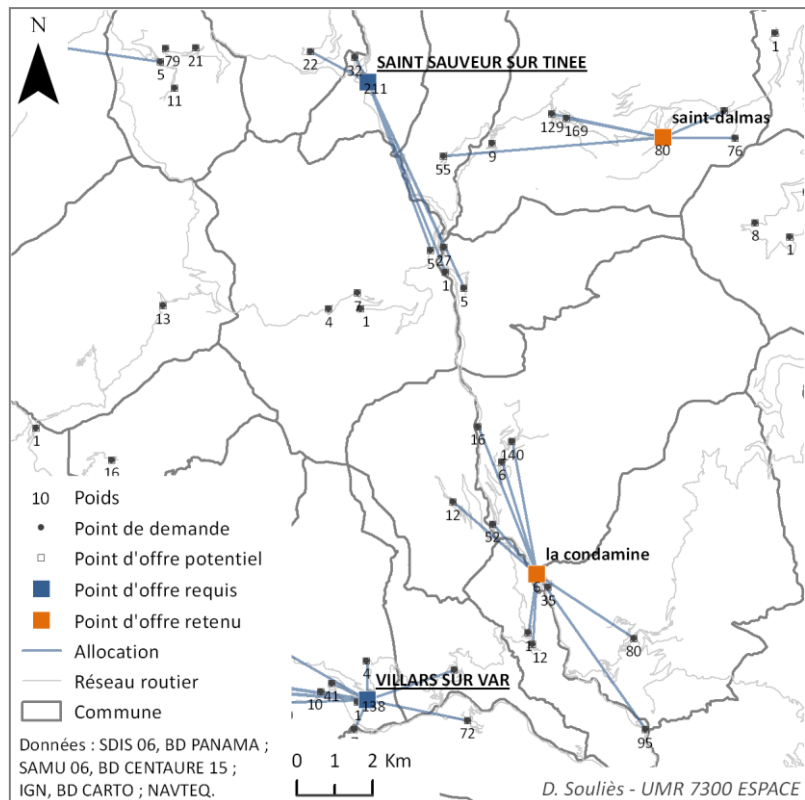 N
SAINT SAUVEUR SUR TINEE
22
32
79
21
5
11
211
1
saint-dalmas
129
169
80
76
9
55
8
1
27
5
1
5
7
4
1
13
1
16
16
140
6
12
52
la condamine
6
35
1
12
80
95
4
VILLARS SUR VAR
41
10
1
138
72
10 Poids
Point de demande
Point d'offre potentiel
Point d'offre requis
Point d'offre retenu
Allocation
Réseau routier
Commune
Données : SDIS 06, BD PANAMA ;
SAMU 06, BD CENTAURE 15 ;
IGN, BD CARTO ; NAVTEQ.
0 1 2 Km
D. Souliès - UMR 7300 ESPACE